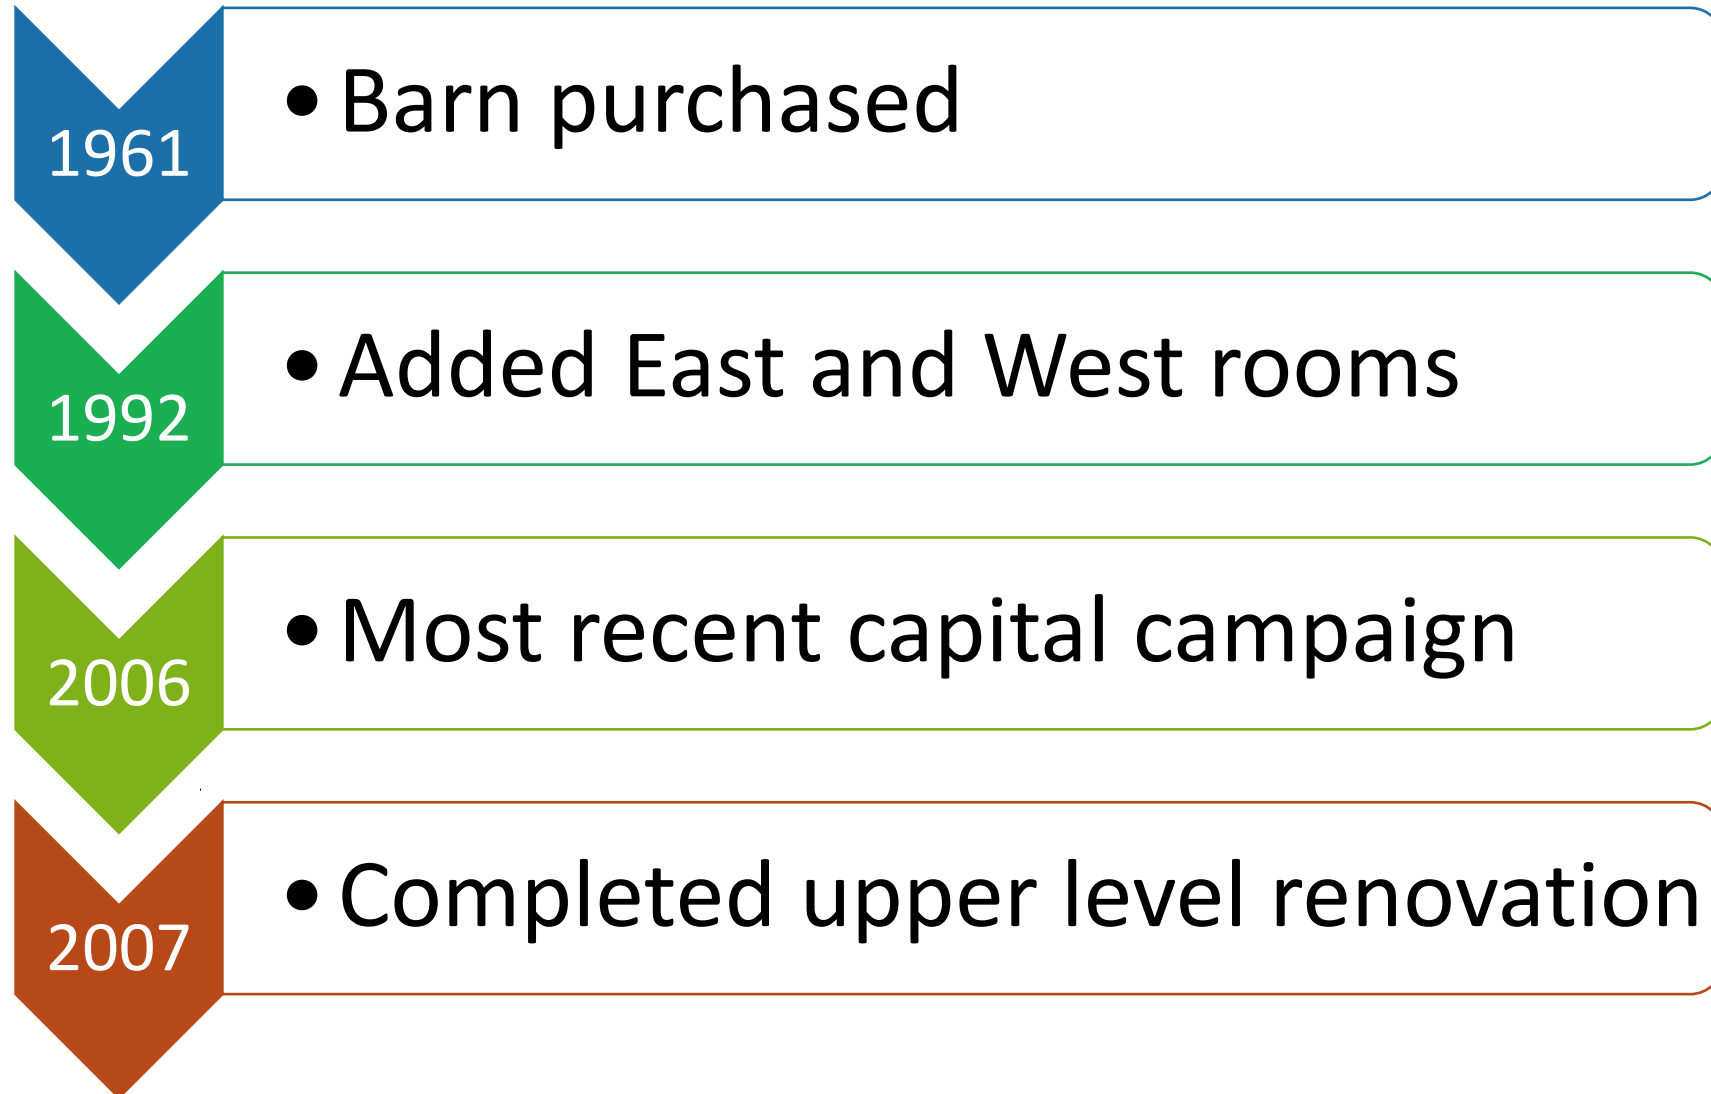 1961
• Barn purchased
1992
• Added East and West rooms
2006
• Most recent capital campaign
2007
• Completed upper level renovation